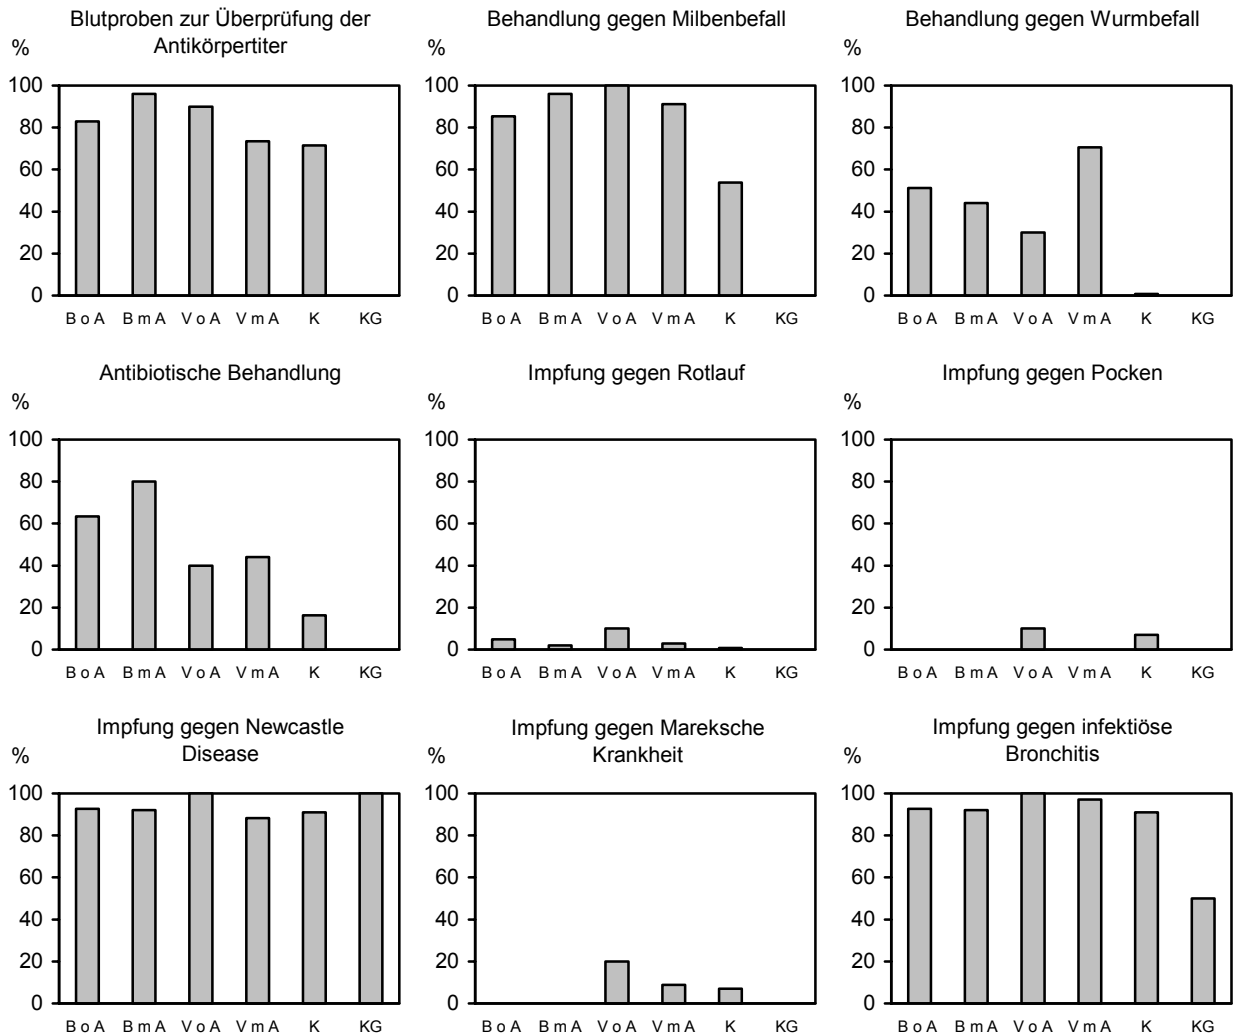 Blutproben zur Überprüfung der
Antikörpertiter
%
100
80
60
40
20
0
B o A B m A V o A V m A K KG
Behandlung gegen Milbenbefall
%
100
80
60
40
20
0
B o A B m A V o A V m A K KG
Behandlung gegen Wurmbefall
%
100
80
60
40
20
0
B o A B m A V o A V m A K KG
Antibiotische Behandlung
%
100
80
60
40
20
0
B o A B m A V o A V m A K KG
Impfung gegen Rotlauf
%
100
80
60
40
20
0
B o A B m A V o A V m A K KG
Impfung gegen Pocken
%
100
80
60
40
20
0
B o A B m A V o A V m A K KG
Impfung gegen Newcastle
Disease
%
100
80
60
40
20
0
B o A B m A V o A V m A K KG
Impfung gegen Mareksche
Krankheit
%
100
80
60
40
20
0
B o A B m A V o A V m A K KG
Impfung gegen infektiöse
Bronchitis
%
100
80
60
40
20
0
B o A B m A V o A V m A K KG